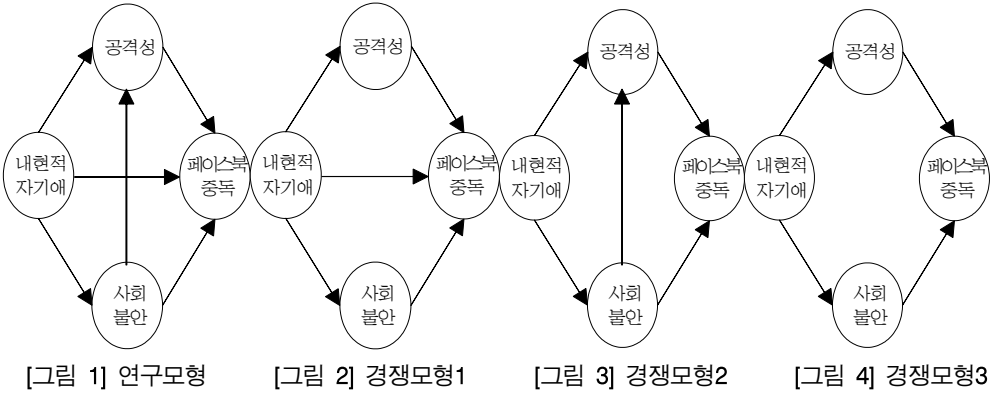 공격성
내현적
자기애
페이스북
중독
사회
불안
[그림 1] 연구모형
공격성
내현적
자기애
페이스북
중독
사회
불안
[그림 2] 경쟁모형1
공격성
내현적
자기애
페이스북
중독
사회
불안
[그림 3] 경쟁모형2
공격성
내현적
자기애
페이스북
중독
사회
불안
[그림 4] 경쟁모형3